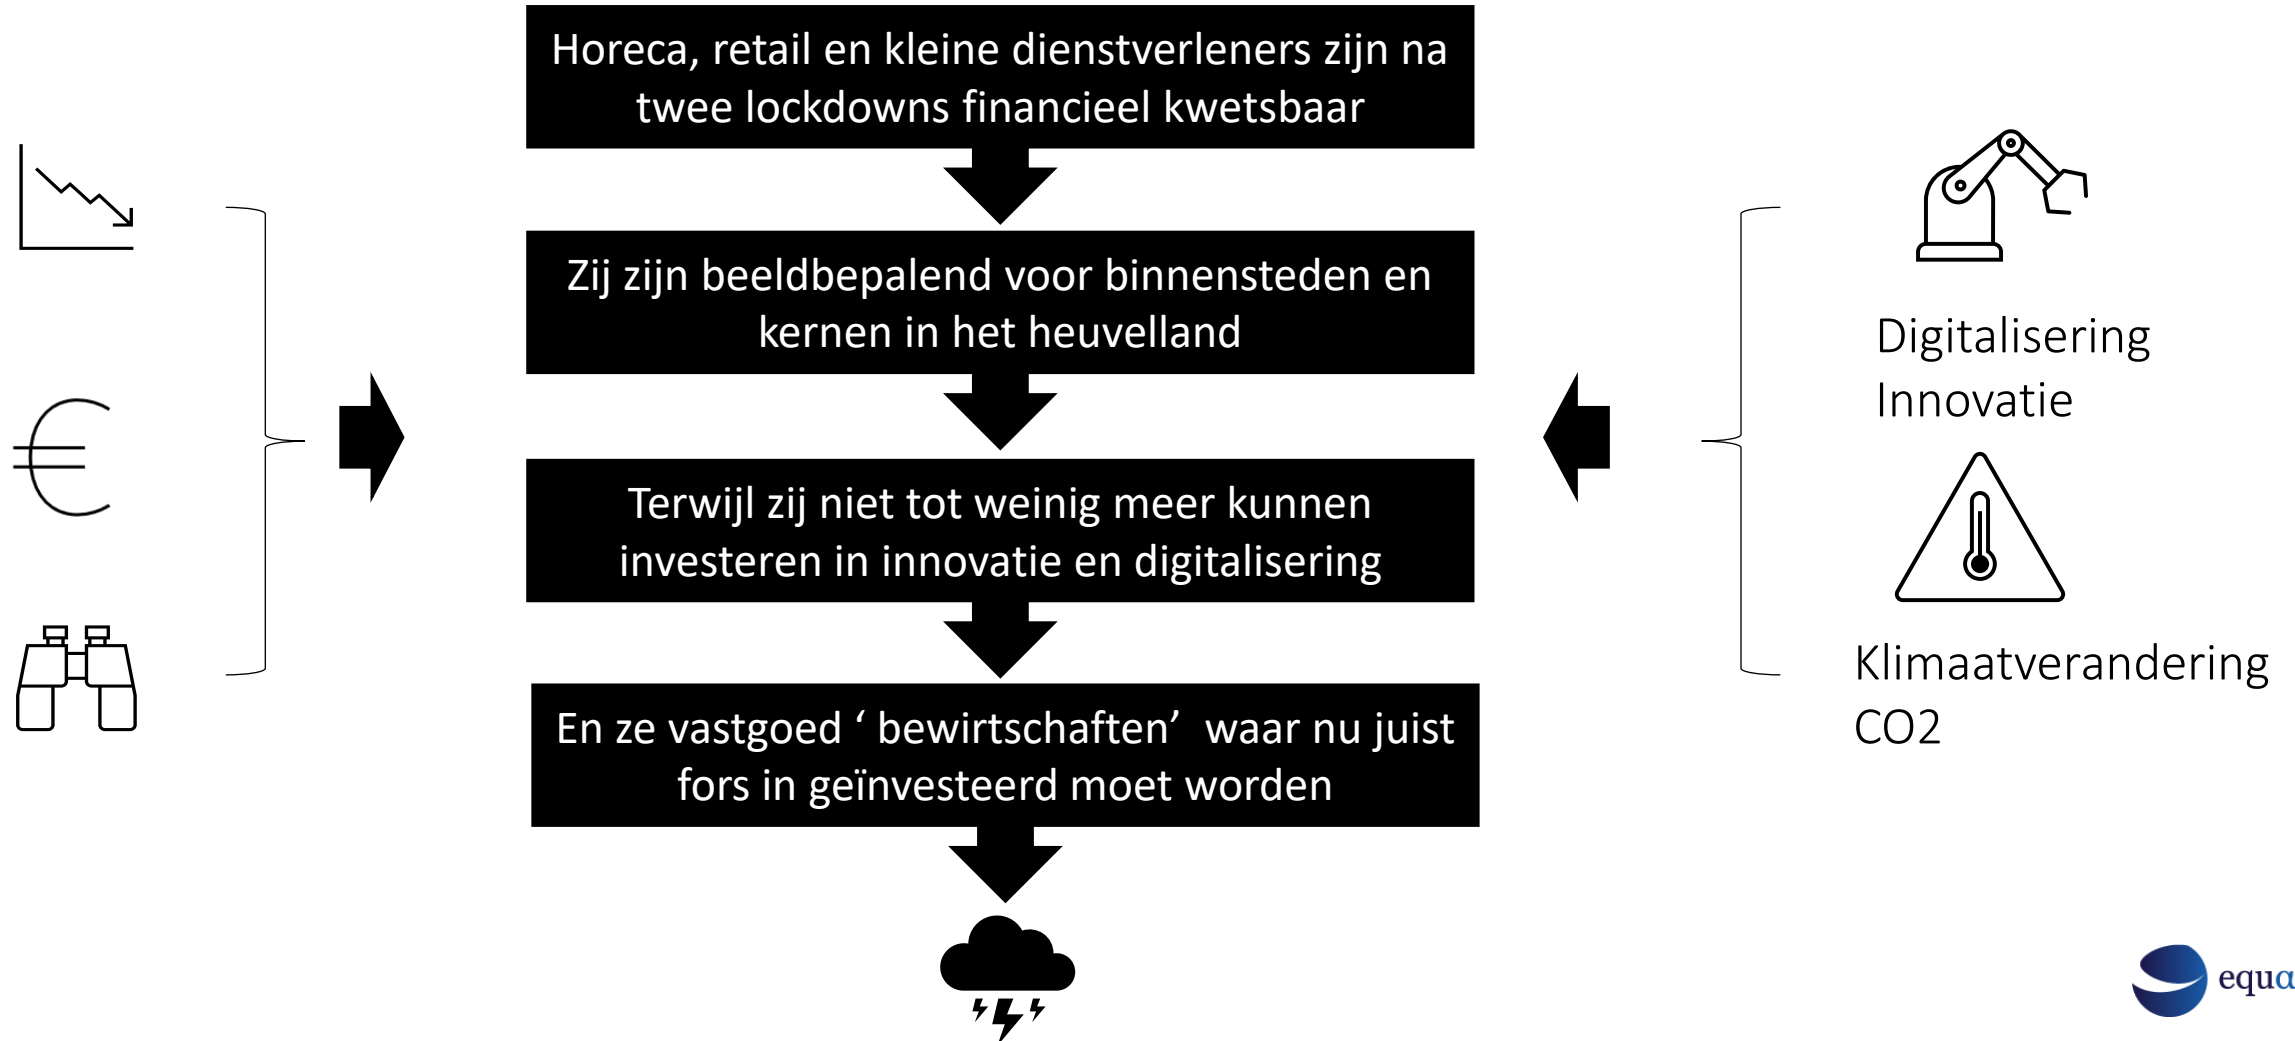 Horeca, retail en kleine dienstverleners zijn na
twee lockdowns financieel kwetsbaar
Zij zijn beeldbepalend voor binnensteden en
kernen in het heuvelland
Terwijl zij niet tot weinig meer kunnen
investeren in innovatie en digitalisering
En ze vastgoed ‘ bewirtschaften’  waar nu juist
fors in geïnvesteerd moet worden
€
Digitalisering
Innovatie
Klimaatverandering
CO2
equα